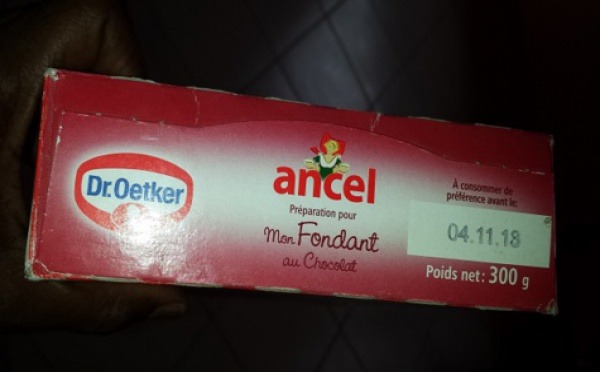 Dr.Oetker
ancel
Préparation pour
Mon Fondant
au Chocolat
À consommer de
préférence avant le:
04.11.18
Poids net: 300 g